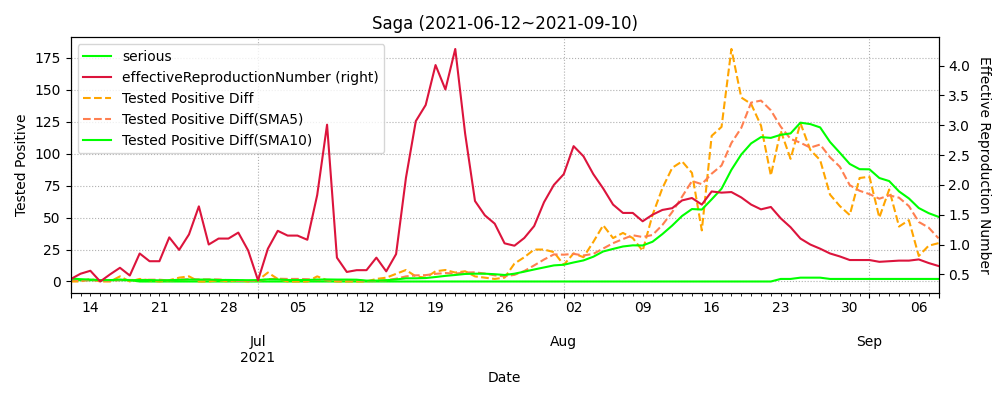 Saga (2021-06-12~2021-09-10)
serious
effectiveReproductionNumber (right)
Tested Positive Diff
Tested Positive Diff(SMA5)
Tested Positive Diff(SMA10)
Tested Positive
175
150
125
100
75
50
25
0
Effective Reproduction Number
4.0
3.5
3.0
2.5
2.0
1.5
1.0
0.5
14 21 28 05 12 19 26 02 09 16 23 30 06
Jul Aug Sep
2021
Date